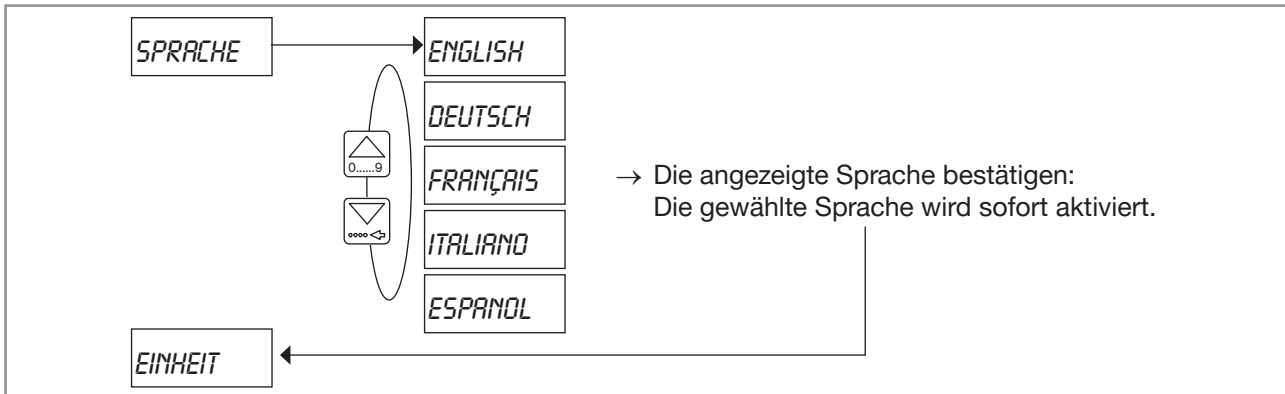 SPRACHE
ENGLISH
DEUTSCH
0......9
FRANÇAIS
→ Die angezeigte Sprache bestätigen:
Die gewählte Sprache wird sofort aktiviert.
ITALIANO
ESPANOL
EINHEIT